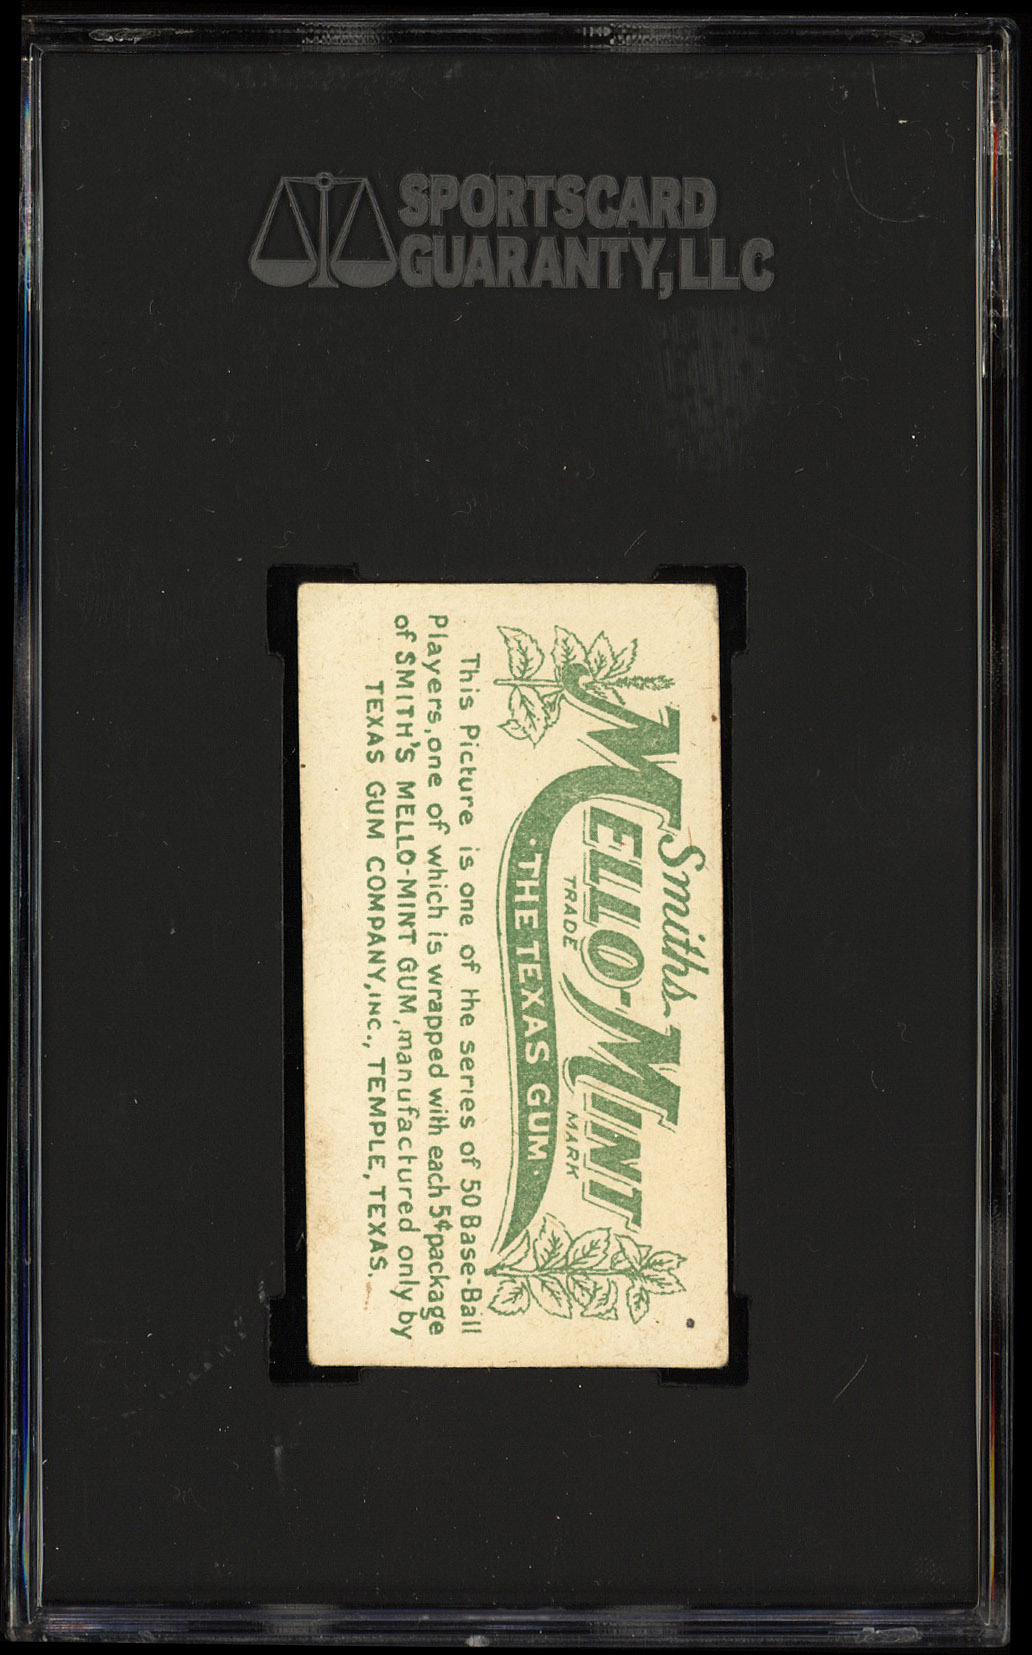 SPORTSCARD
GUARANTY, LLC
Smiths
MELLO-MINT
TRADE MARK
·THE TEXAS GUM·
This Picture is one of the series of 50 Base-Ball
Players, one of which is wrapped with each 5¢ package
of SMITH'S MELLO-MINT GUM, manufactured only by
TEXAS GUM COMPANY, INC., TEMPLE, TEXAS.